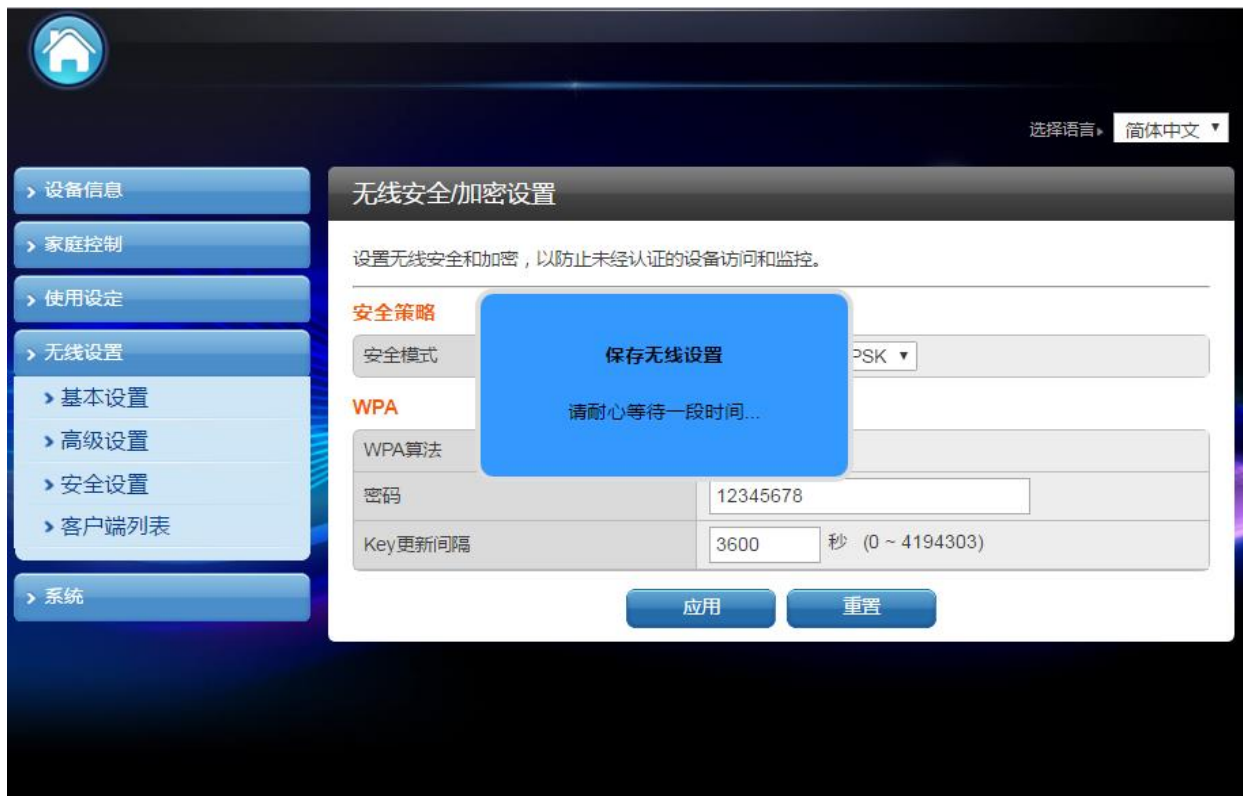 选择语言 简体中文
设备信息
家庭控制
使用设定
无线设置
基本设置
高级设置
安全设置
客户端列表
系统
无线安全/加密设置
设置无线安全和加密，以防止未经认证的设备访问和监控。
安全策略
安全模式 PSK
保存无线设置
请耐心等待一段时间...
WPA
WPA算法
密码 12345678
Key更新间隔 3600 秒 (0 ~ 4194303)
应用 重置